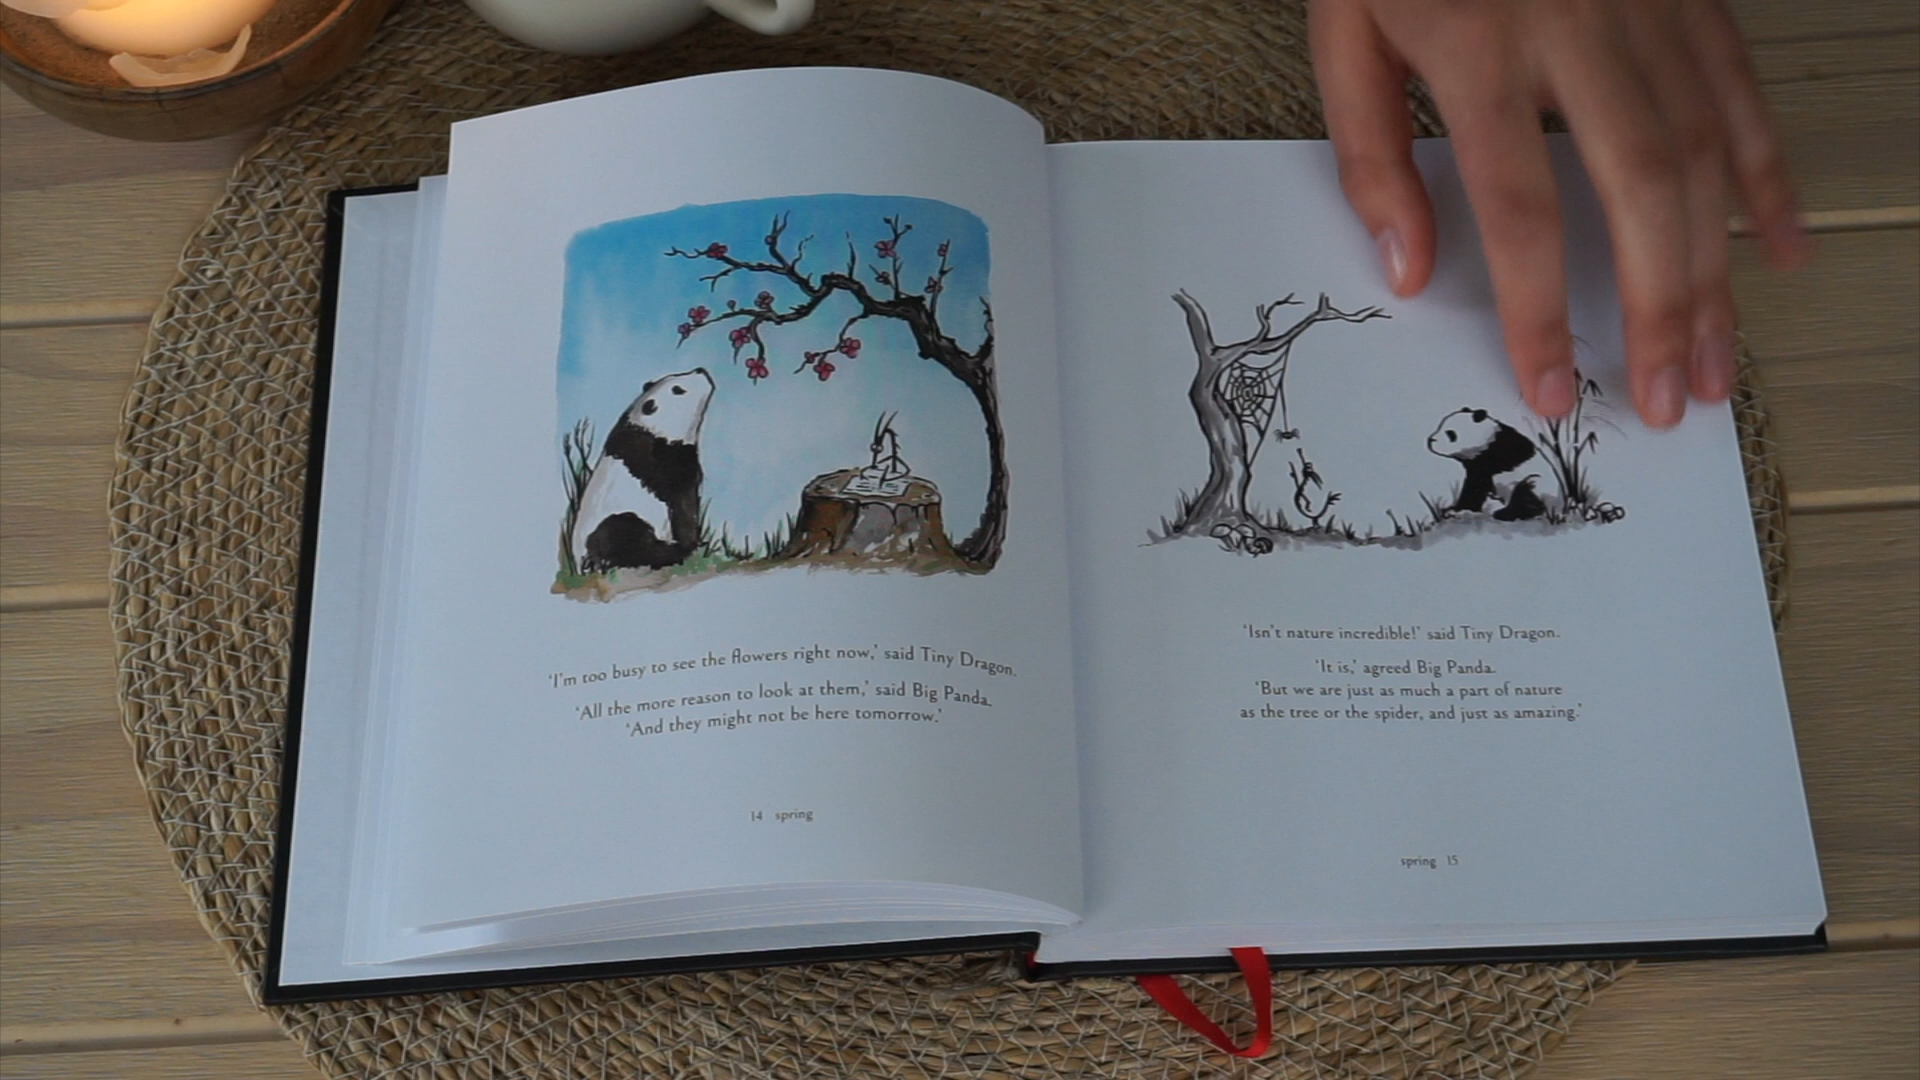 ‘I’m too busy to see the flowers right now,’ said Tiny Dragon.
‘All the more reason to look at them,’ said Big Panda.
‘And they might not be here tomorrow.’
14 spring
‘Isn’t nature incredible!’ said Tiny Dragon.
‘It is,’ agreed Big Panda.
‘But we are just as much a part of nature
as the tree or the spider, and just as amazing.’
spring 15